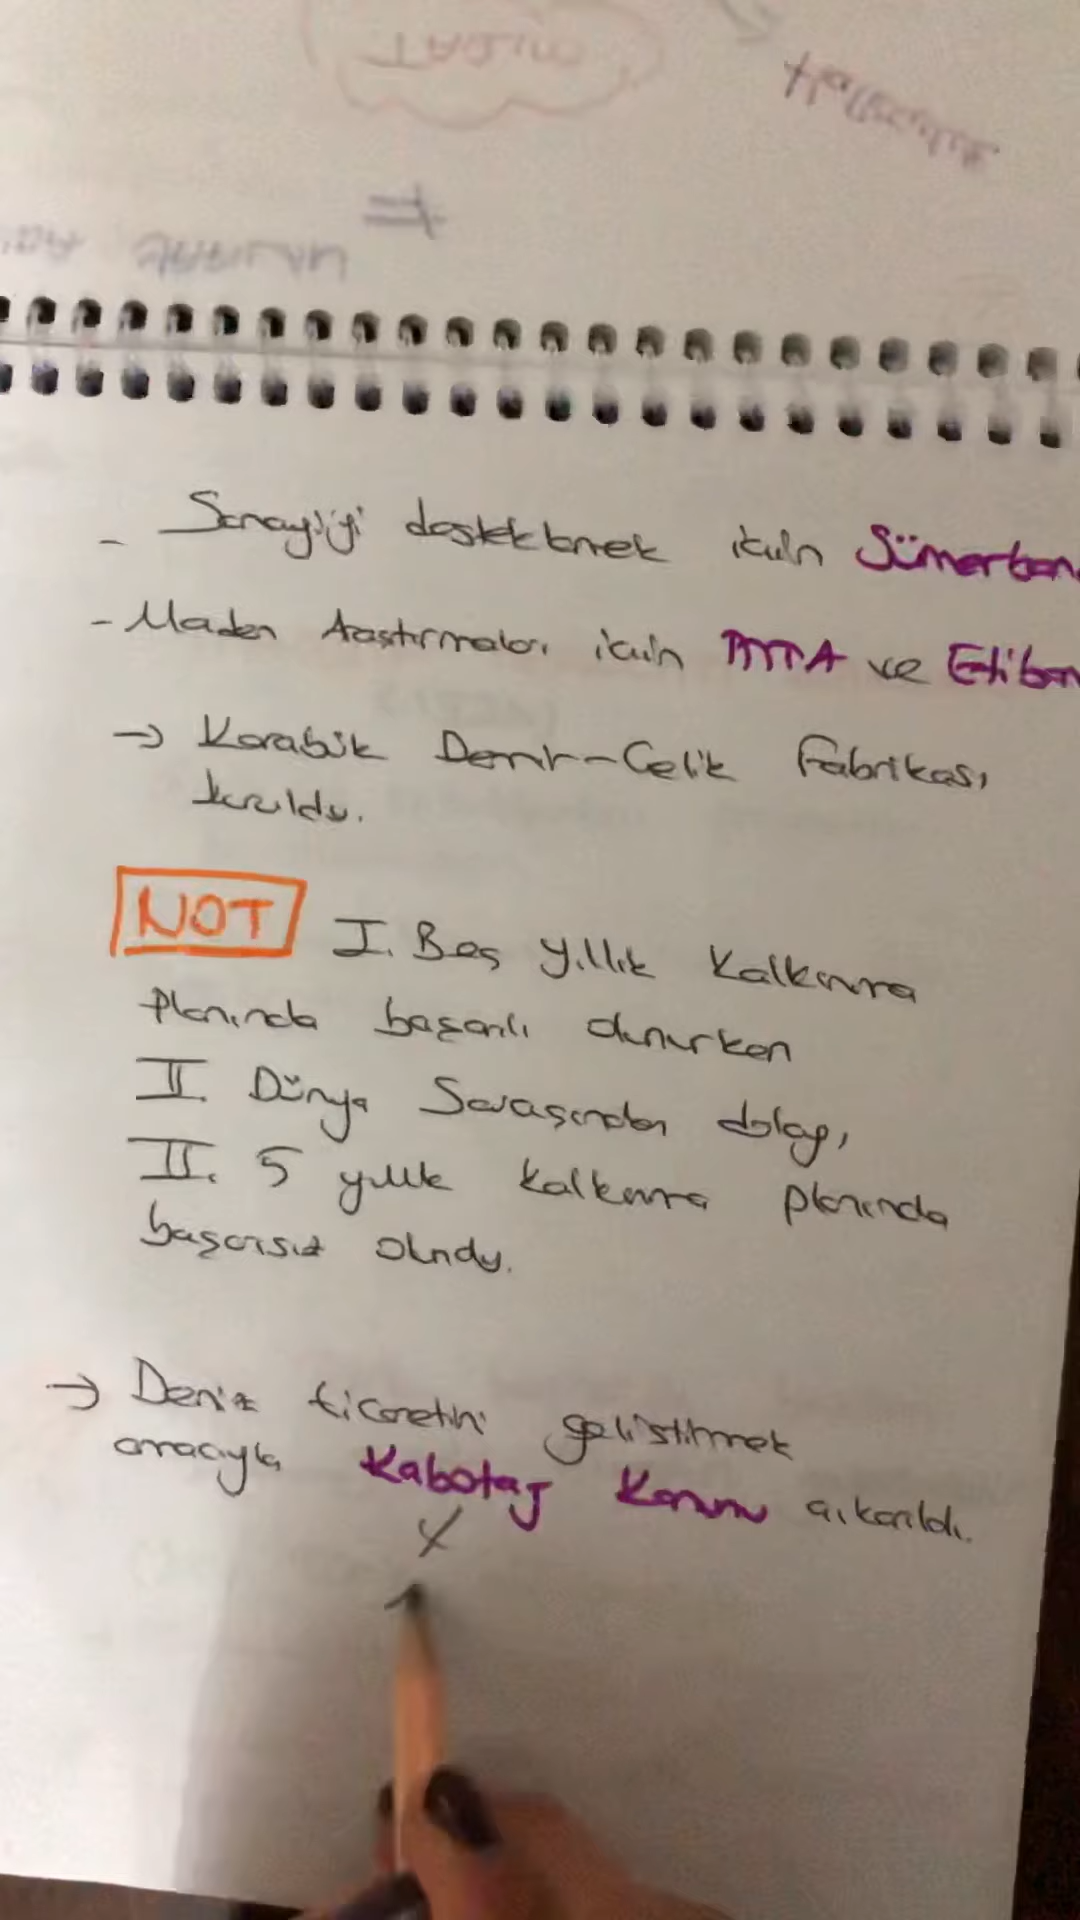 - Sanayiyi desteklemek için Sümerban
- Maden Araştırmaları için MTA ve Etiban
→ Karabük Demir-Çelik Fabrikası
kuruldu.
NOT I. Beş yıllık kalkınma
planında başarılı olunurken
II. Dünya Savaşından dolayı
II. 5 yıllık kalkınma planında
başarısız olundu.
→ Deniz ticaretini geliştirmek
amacıyla Kabotaj Kanunu çıkarıldı.